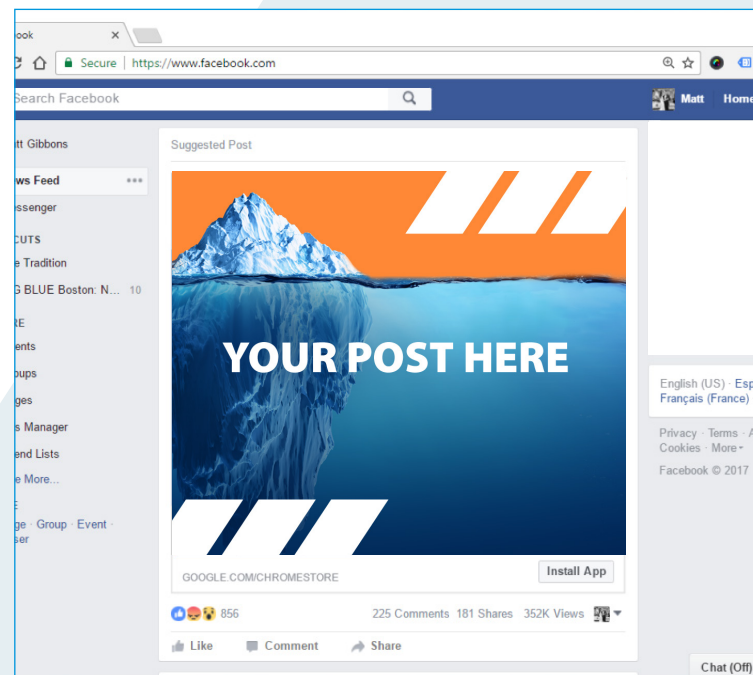 ook
Secure | https://www.facebook.com
Search Facebook
Matt Home
tt Gibbons
Suggested Post
ws Feed
ssenger
CUTS
e Tradition
G BLUE Boston: N... 10
RE
ents
oups
ges
s Manager
end Lists
e More...
ge · Group · Event ·
ser
YOUR POST HERE
GOOGLE.COM/CHROMESTORE
Install App
856
225 Comments 181 Shares 352K Views
Like Comment Share
English (US) · Esp
Français (France)
Privacy · Terms · A
Cookies · More
Facebook © 2017
Chat (Off)